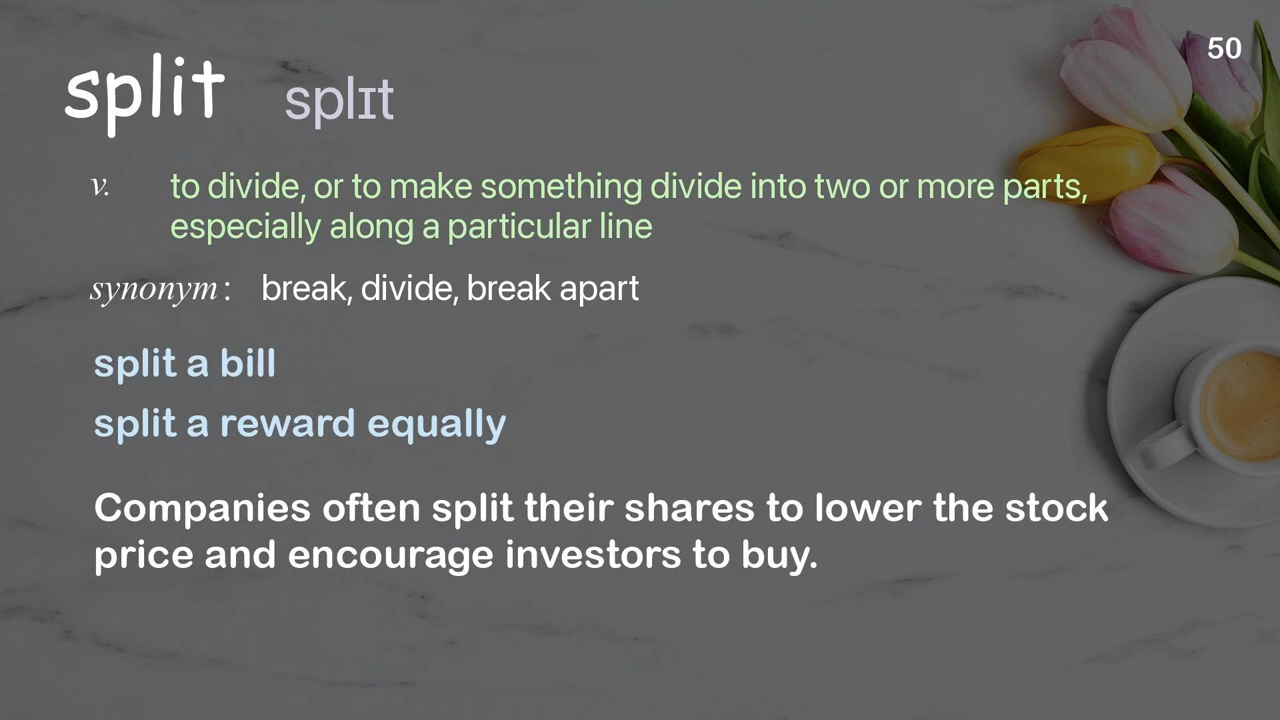 50
split splɪt
v. to divide, or to make something divide into two or more parts,
especially along a particular line
synonym : break, divide, break apart
split a bill
split a reward equally
Companies often split their shares to lower the stock
price and encourage investors to buy.